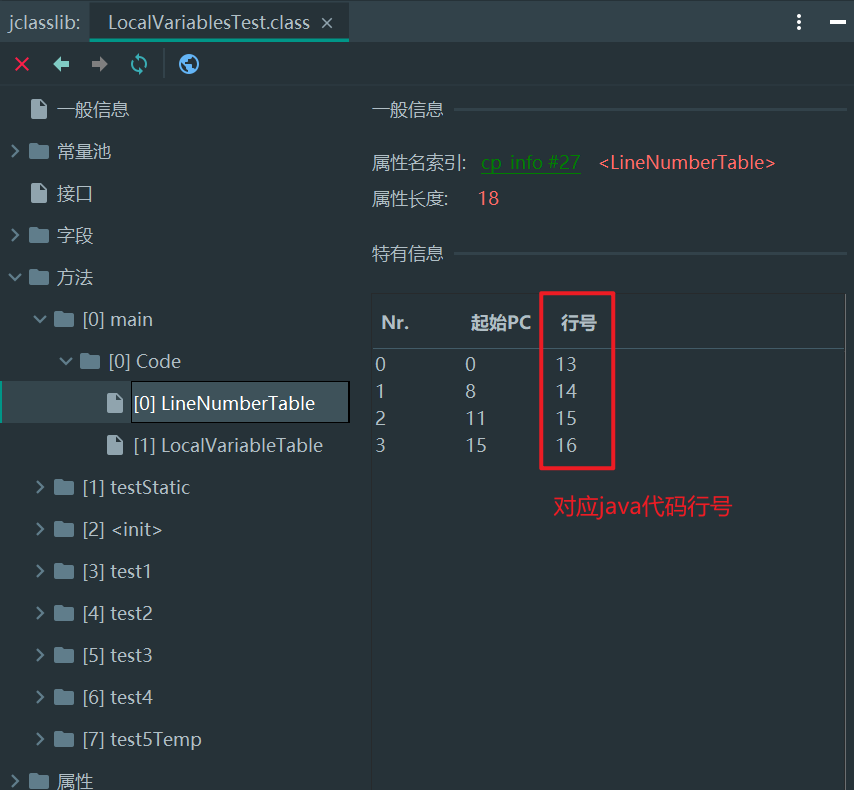 jclasslib: LocalVariablesTest.class
一般信息
常量池
接口
字段
方法
[0] main
[0] Code
[0] LineNumberTable
[1] LocalVariableTable
[1] testStatic
[2] <init>
[3] test1
[4] test2
[5] test3
[6] test4
[7] test5Temp
属性
一般信息
属性名索引: cp_info #27 <LineNumberTable>
属性长度: 18
特有信息
Nr. 起始PC 行号
0 0 13
1 8 14
2 11 15
3 15 16
对应java代码行号